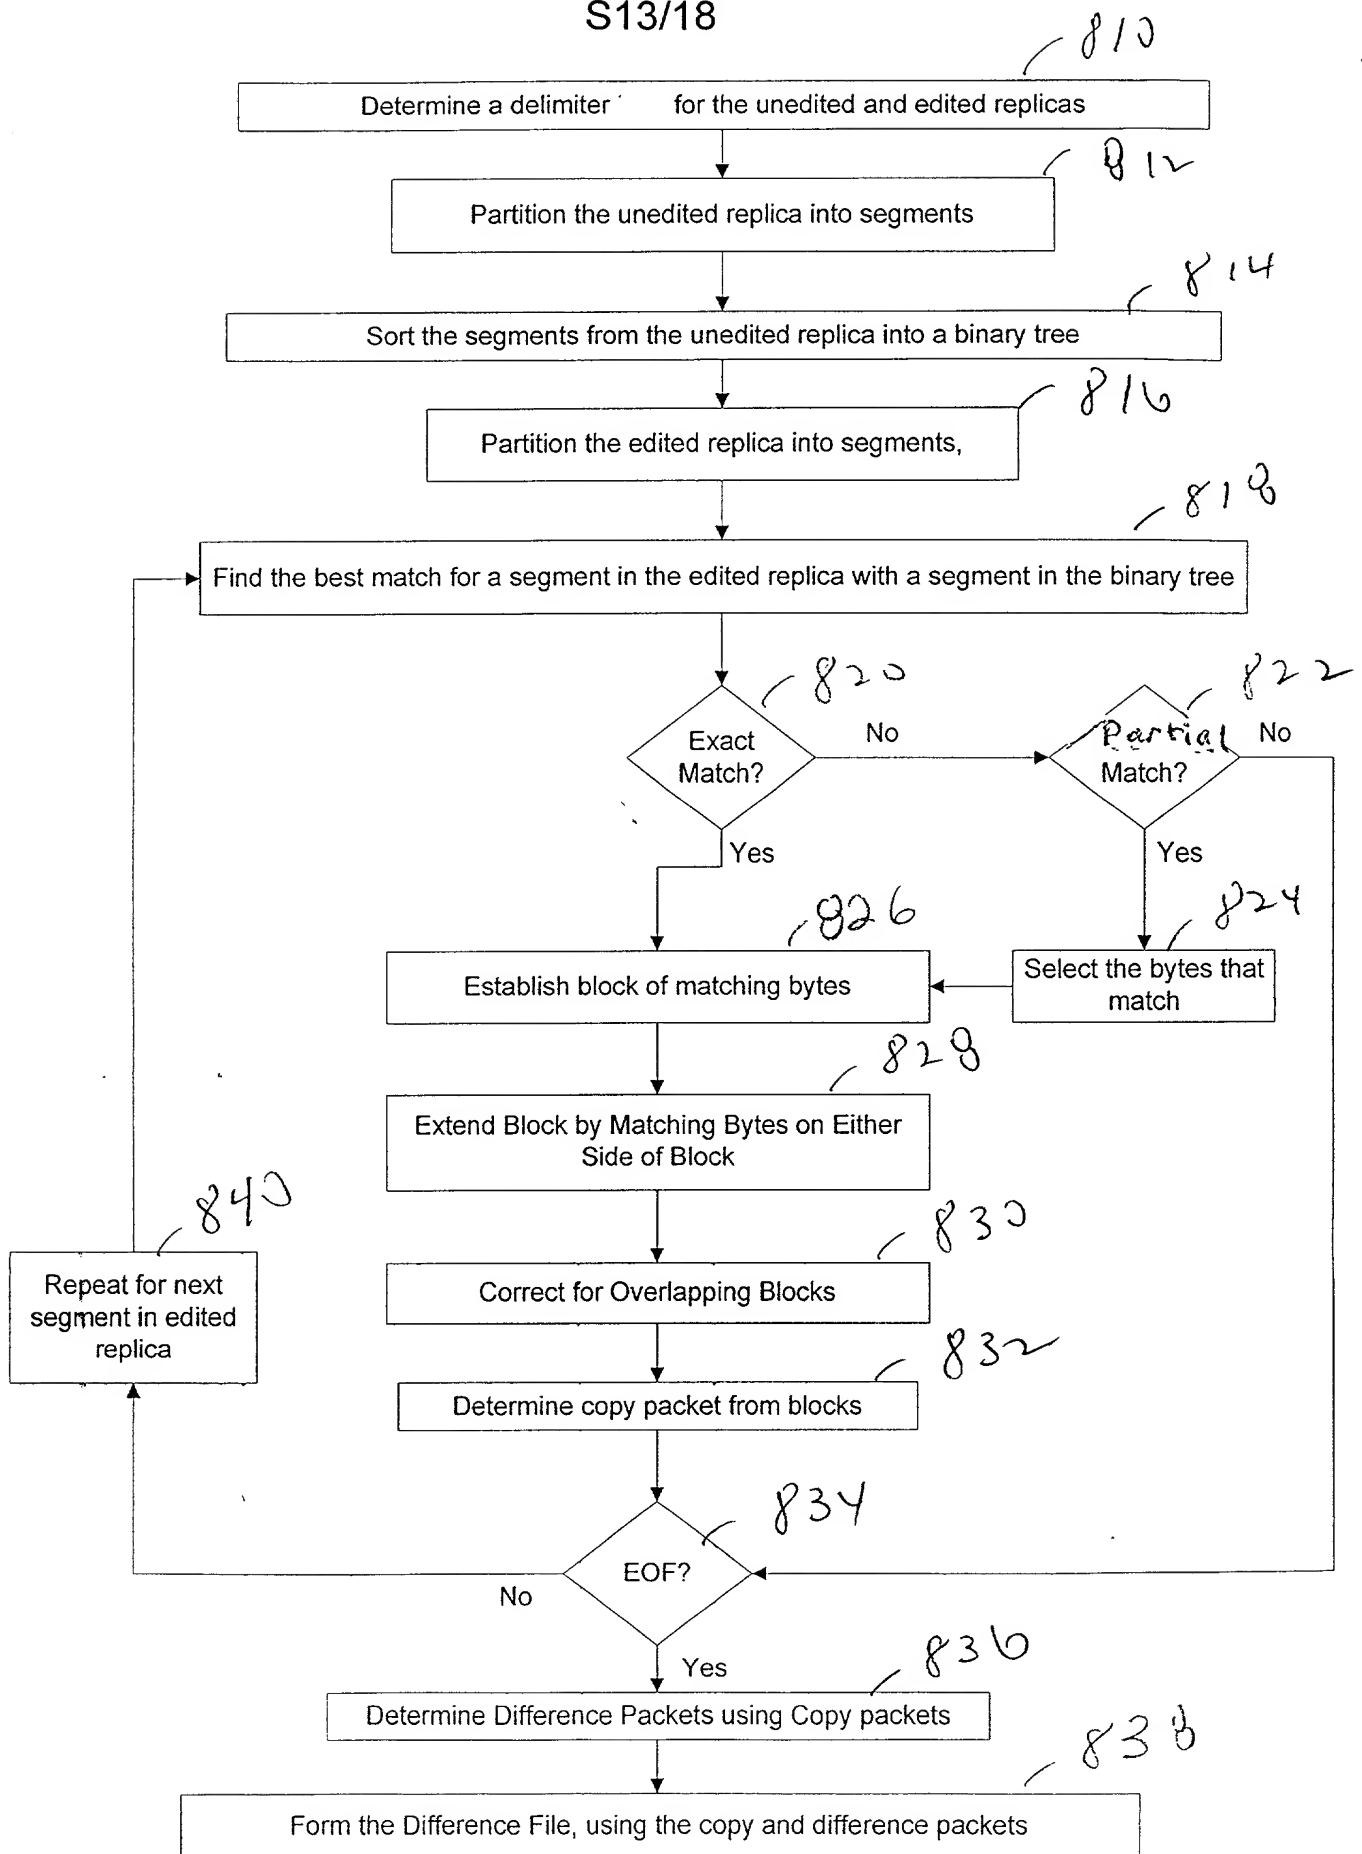 S13/18
810
Determine a delimiter for the unedited and edited replicas
812
Partition the unedited replica into segments
814
Sort the segments from the unedited replica into a binary tree
816
Partition the edited replica into segments,
818
Find the best match for a segment in the edited replica with a segment in the binary tree
820
Exact
Match?
No
822
Partial
Match?
No
Yes
Yes
824
Select the bytes that
match
826
Establish block of matching bytes
828
Extend Block by Matching Bytes on Either
Side of Block
830
Correct for Overlapping Blocks
840
Repeat for next
segment in edited
replica
832
Determine copy packet from blocks
834
EOF?
No
Yes
836
Determine Difference Packets using Copy packets
838
Form the Difference File, using the copy and difference packets